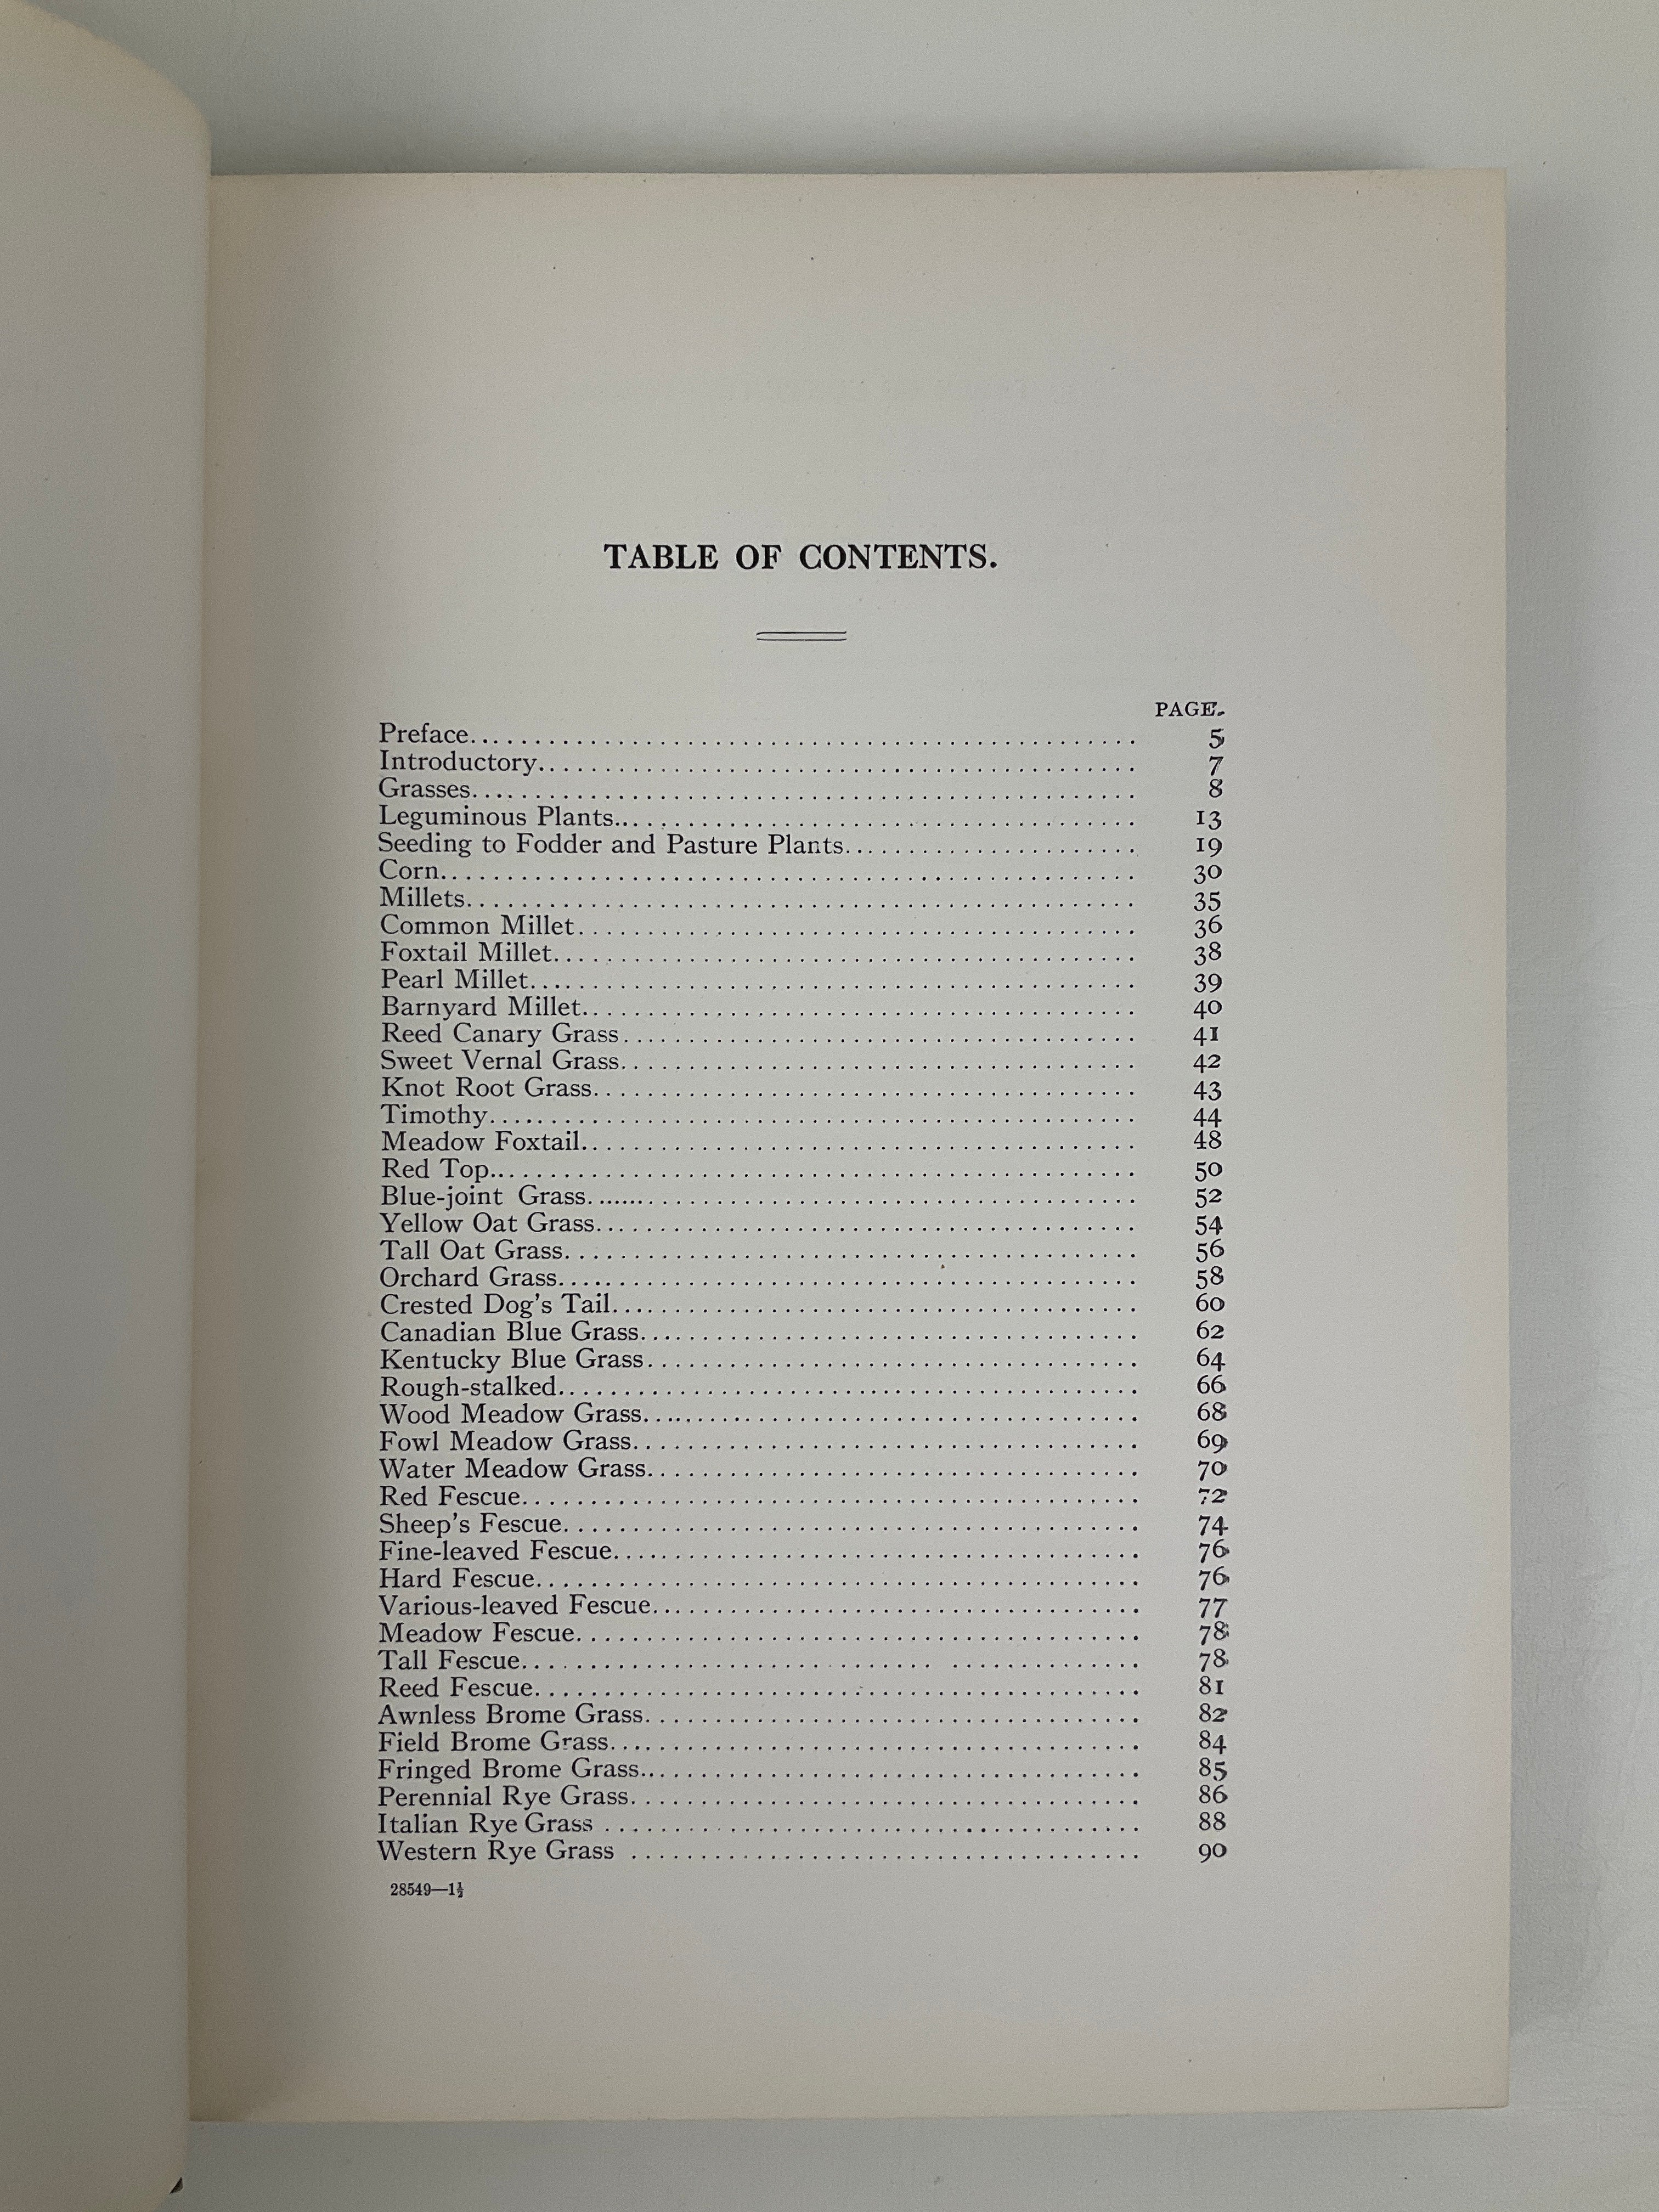 TABLE OF CONTENTS.
PAGE.
Preface........................................ 5
Introductory........................................ 7
Grasses........................................ 8
Leguminous Plants........................................ 13
Seeding to Fodder and Pasture Plants........................................ 19
Corn........................................ 30
Millets........................................ 35
Common Millet........................................ 36
Foxtail Millet........................................ 38
Pearl Millet........................................ 39
Barnyard Millet........................................ 40
Reed Canary Grass........................................ 41
Sweet Vernal Grass........................................ 42
Knot Root Grass........................................ 43
Timothy........................................ 44
Meadow Foxtail........................................ 48
Red Top........................................ 50
Blue-joint Grass........................................ 52
Yellow Oat Grass........................................ 54
Tall Oat Grass........................................ 56
Orchard Grass........................................ 58
Crested Dog's Tail........................................ 60
Canadian Blue Grass........................................ 62
Kentucky Blue Grass........................................ 64
Rough-stalked........................................ 66
Wood Meadow Grass........................................ 68
Fowl Meadow Grass........................................ 69
Water Meadow Grass........................................ 70
Red Fescue........................................ 72
Sheep's Fescue........................................ 74
Fine-leaved Fescue........................................ 76
Hard Fescue........................................ 76
Various-leaved Fescue........................................ 77
Meadow Fescue........................................ 78
Tall Fescue........................................ 78
Reed Fescue........................................ 81
Awnless Brome Grass........................................ 82
Field Brome Grass........................................ 84
Fringed Brome Grass........................................ 85
Perennial Rye Grass........................................ 86
Italian Rye Grass ........................................ 88
Western Rye Grass ........................................ 90
28549—1½